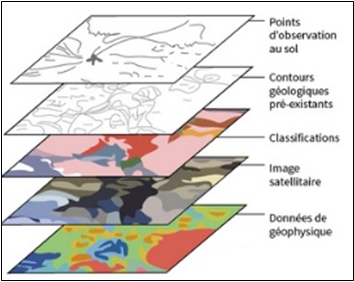 Points
d'observation
au sol
Contours
géologiques
pré-existants
Classifications
Image
satellitaire
Données de
géophysique